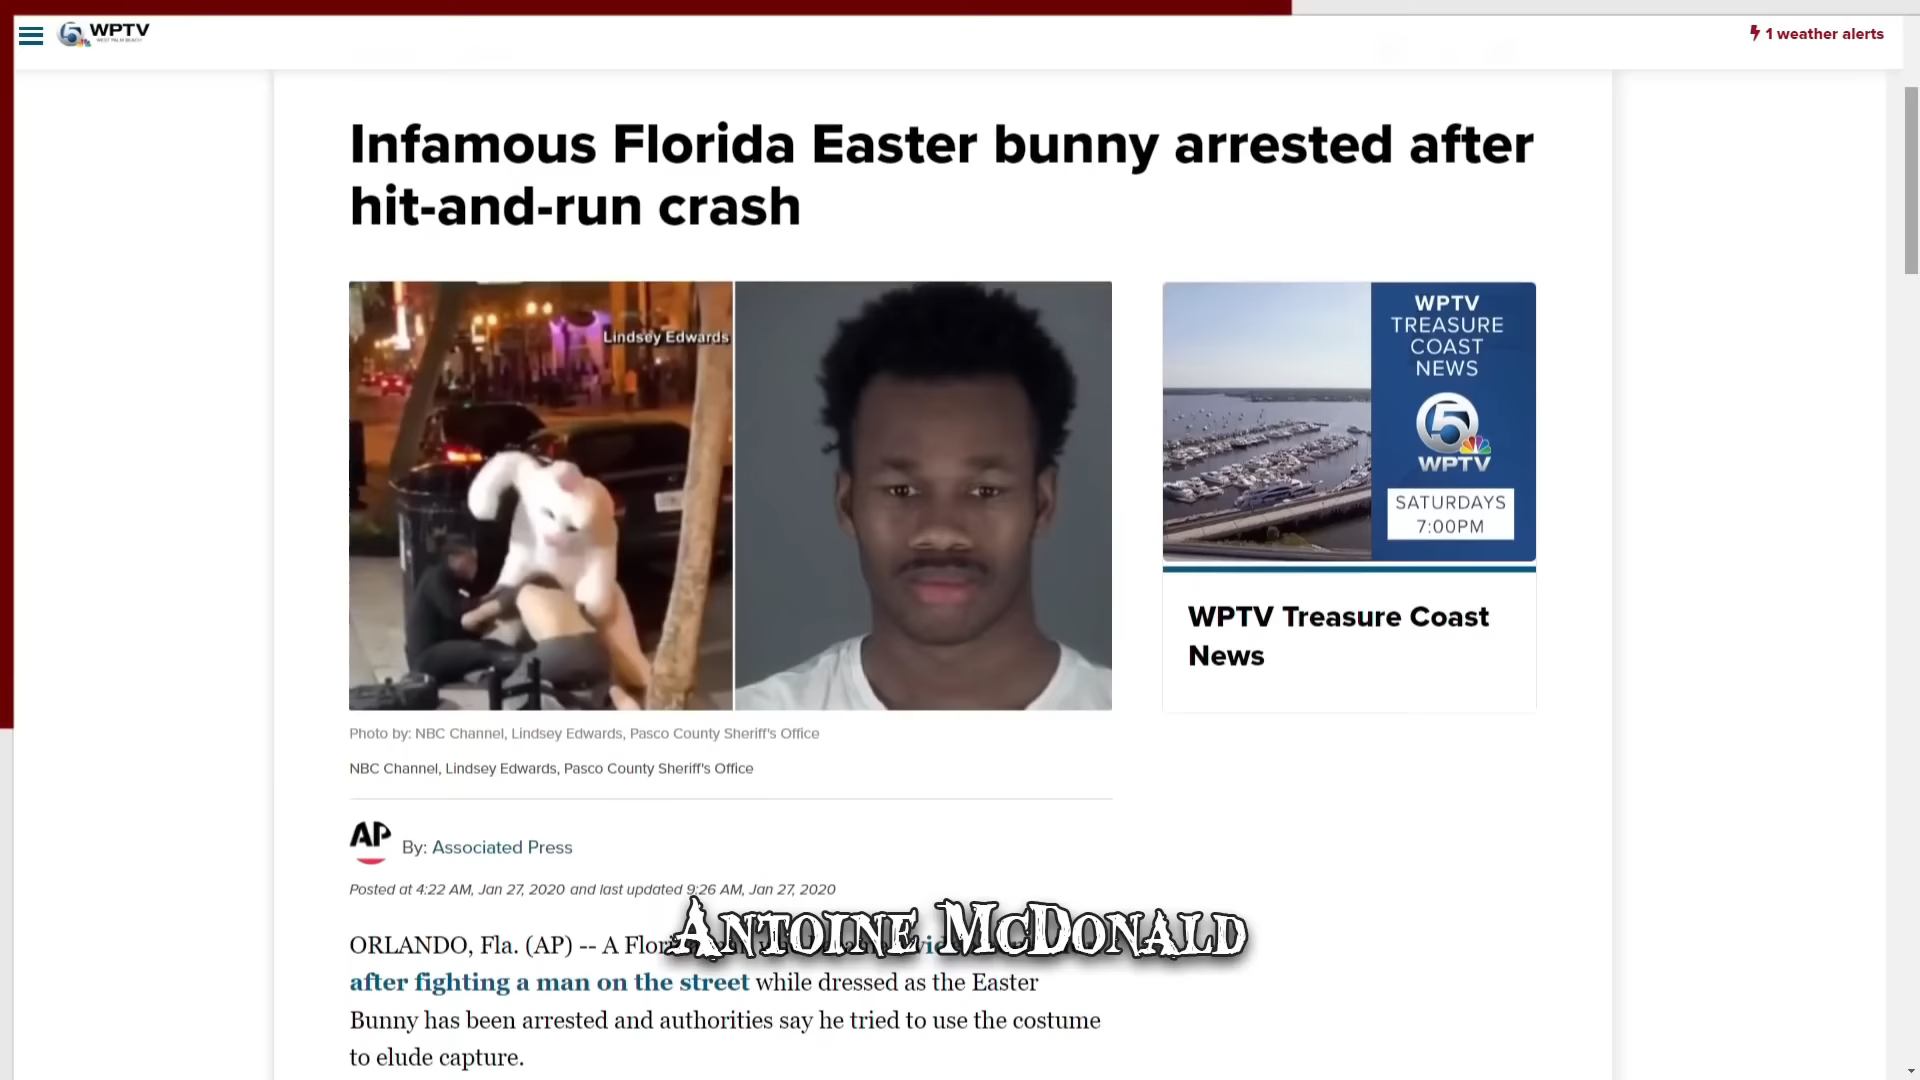 5 WPTV
WEST PALM BEACH
1 weather alerts
Infamous Florida Easter bunny arrested after
hit-and-run crash
Lindsey Edwards
WPTV
TREASURE
COAST
NEWS
5
WPTV
SATURDAYS
7:00PM
WPTV Treasure Coast
News
Photo by: NBC Channel, Lindsey Edwards, Pasco County Sheriff's Office
NBC Channel, Lindsey Edwards, Pasco County Sheriff's Office
AP By: Associated Press
Posted at 4:22 AM, Jan 27, 2020 and last updated 9:26 AM, Jan 27, 2020
Antoine McDonald
ORLANDO, Fla. (AP) -- A
after fighting a man on the street while dressed as the Easter
Bunny has been arrested and authorities say he tried to use the costume
to elude capture.